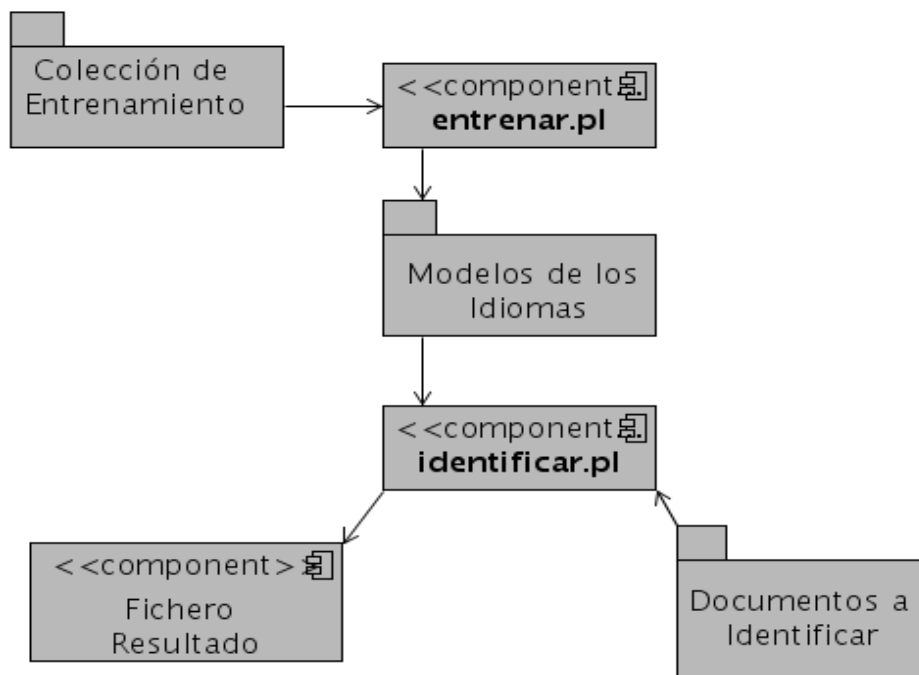 Colección de
Entrenamiento
<<component
entrenar.pl
Modelos de los
Idiomas
<<component
identificar.pl
<<component>>
Fichero
Resultado
Documentos a
Identificar